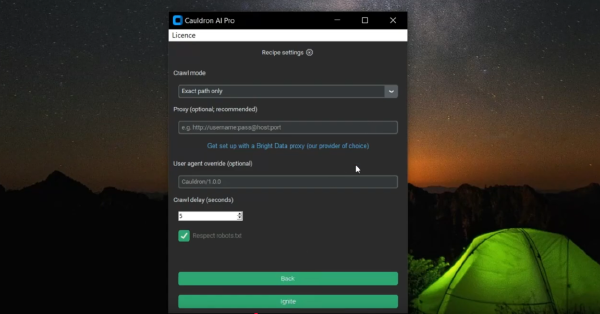 Cauldron AI Pro
Licence
Recipe settings
Crawl mode
Exact path only
Proxy (optional; recommended)
e.g. http://username:pass@host:port
Get set up with a Bright Data proxy (our provider of choice)
User agent override (optional)
Cauldron/1.0.0
Crawl delay (seconds)
5
Respect robots.txt
Back
Ignite